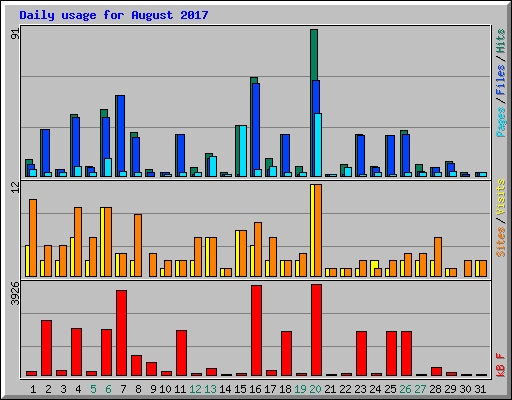 Daily usage for August 2017
91
Pages / Files / Hits
12
Sites / Visits
3926
kB F
1 2 3 4 5 6 7 8 9 10 11 12 13 14 15 16 17 18 19 20 21 22 23 24 25 26 27 28 29 30 31